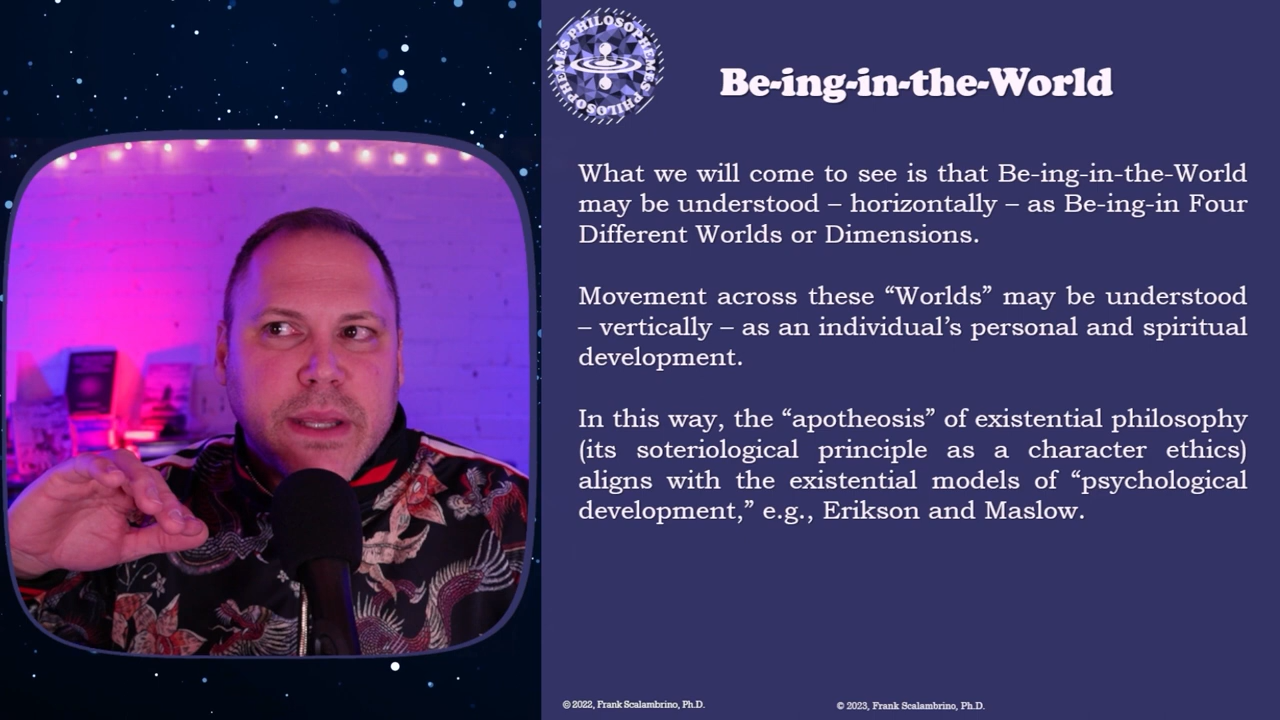 PHILOSOPHEMES PHILOSOPHEMES
Be-ing-in-the-World
What we will come to see is that Be-ing-in-the-World
may be understood – horizontally – as Be-ing-in Four
Different Worlds or Dimensions.
Movement across these “Worlds” may be understood
– vertically – as an individual’s personal and spiritual
development.
In this way, the “apotheosis” of existential philosophy
(its soteriological principle as a character ethics)
aligns with the existential models of “psychological
development,” e.g., Erikson and Maslow.
© 2022, Frank Scalambrino, Ph.D.
© 2023, Frank Scalambrino, Ph.D.